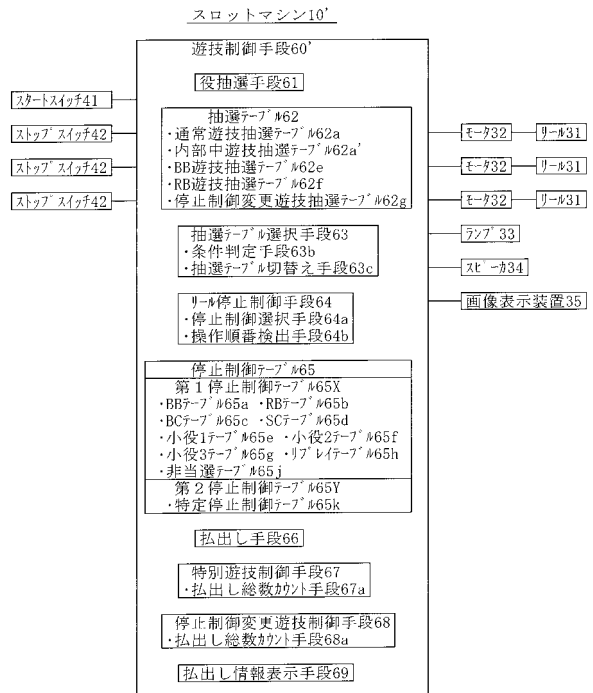 スロットマシン10'
遊技制御手段60'
役抽選手段61
スタートスイッチ41
ストップスイッチ42
ストップスイッチ42
ストップスイッチ42
抽選テーブル62
・通常遊技抽選テーブル62a
・内部中遊技抽選テーブル62a'
・BB遊技抽選テーブル62e
・RB遊技抽選テーブル62f
・停止制御変更遊技抽選テーブル62g
モータ32 リール31
モータ32 リール31
モータ32 リール31
ランプ33
スピーカ34
画像表示装置35
抽選テーブル選択手段63
・条件判定手段63b
・抽選テーブル切替え手段63c
リール停止制御手段64
・停止制御選択手段64a
・操作順番検出手段64b
停止制御テーブル65
第1停止制御テーブル65X
・BBテーブル65a ・RBテーブル65b
・BCテーブル65c ・SCテーブル65d
・小役1テーブル65e ・小役2テーブル65f
・小役3テーブル65g ・リプレイテーブル65h
・非当選テーブル65j
第2停止制御テーブル65Y
・特定停止制御テーブル65k
払出し手段66
特別遊技制御手段67
・払出し総数カウント手段67a
停止制御変更遊技制御手段68
・払出し総数カウント手段68a
払出し情報表示手段69